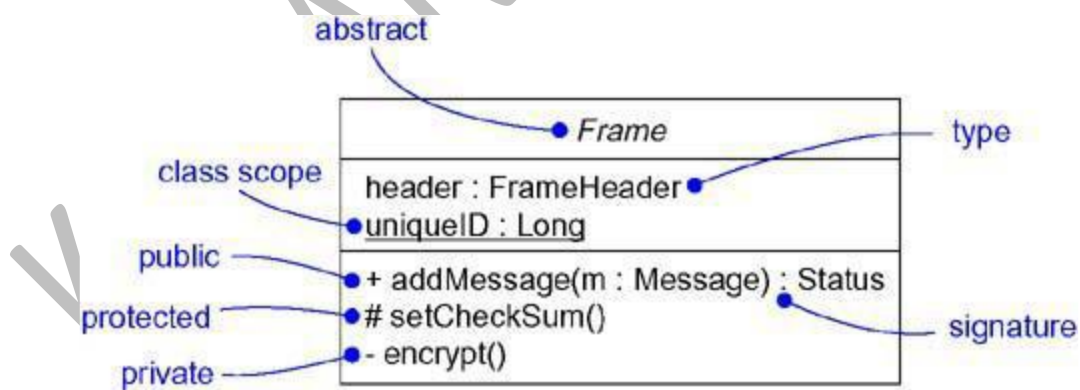 abstract
Frame
type
class scope
header : FrameHeader
uniqueID : Long
public
+ addMessage(m : Message) : Status
protected
# setCheckSum()
signature
- encrypt()
private